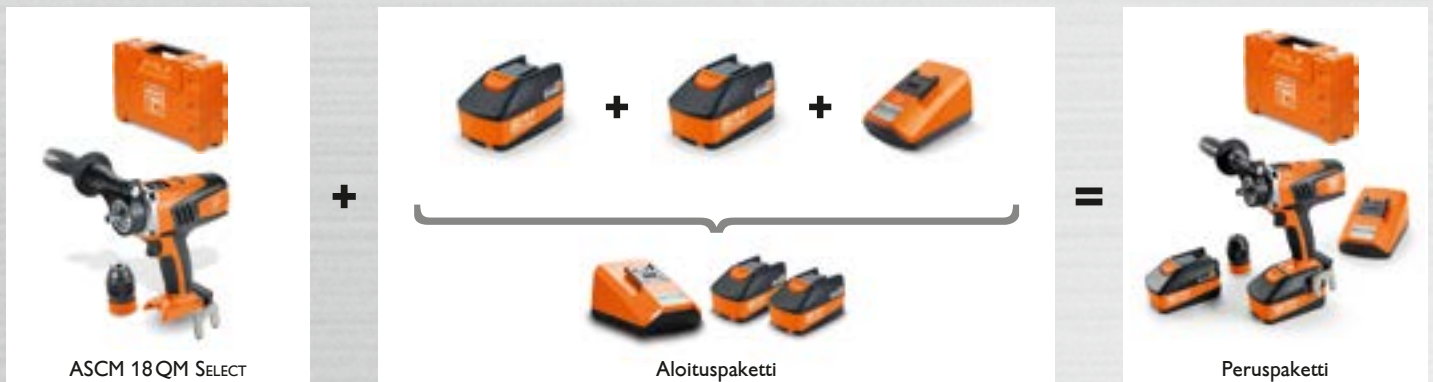 +
+
+
=
ASCM 18 QM SELECT
Aloituspaketti
Peruspaketti